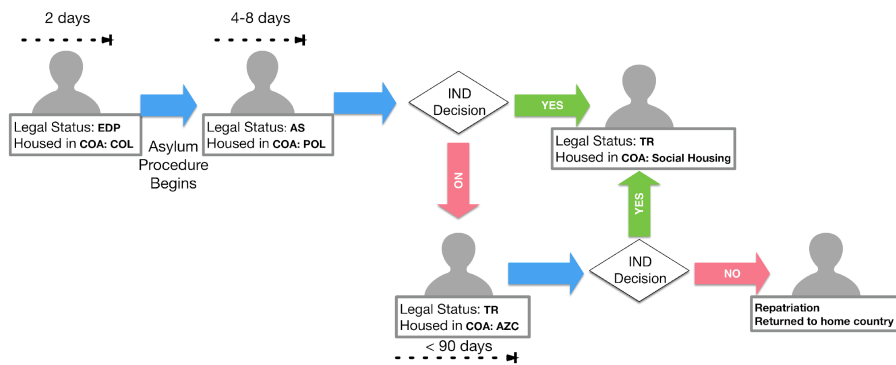 2 days
4-8 days
Legal Status: EDP
Housed in COA: COL
Asylum
Procedure
Begins
Legal Status: AS
Housed in COA: POL
IND
Decision
YES
Legal Status: TR
Housed in COA: Social Housing
NO
YES
Legal Status: TR
Housed in COA: AZC
< 90 days
IND
Decision
NO
Repatriation
Returned to home country